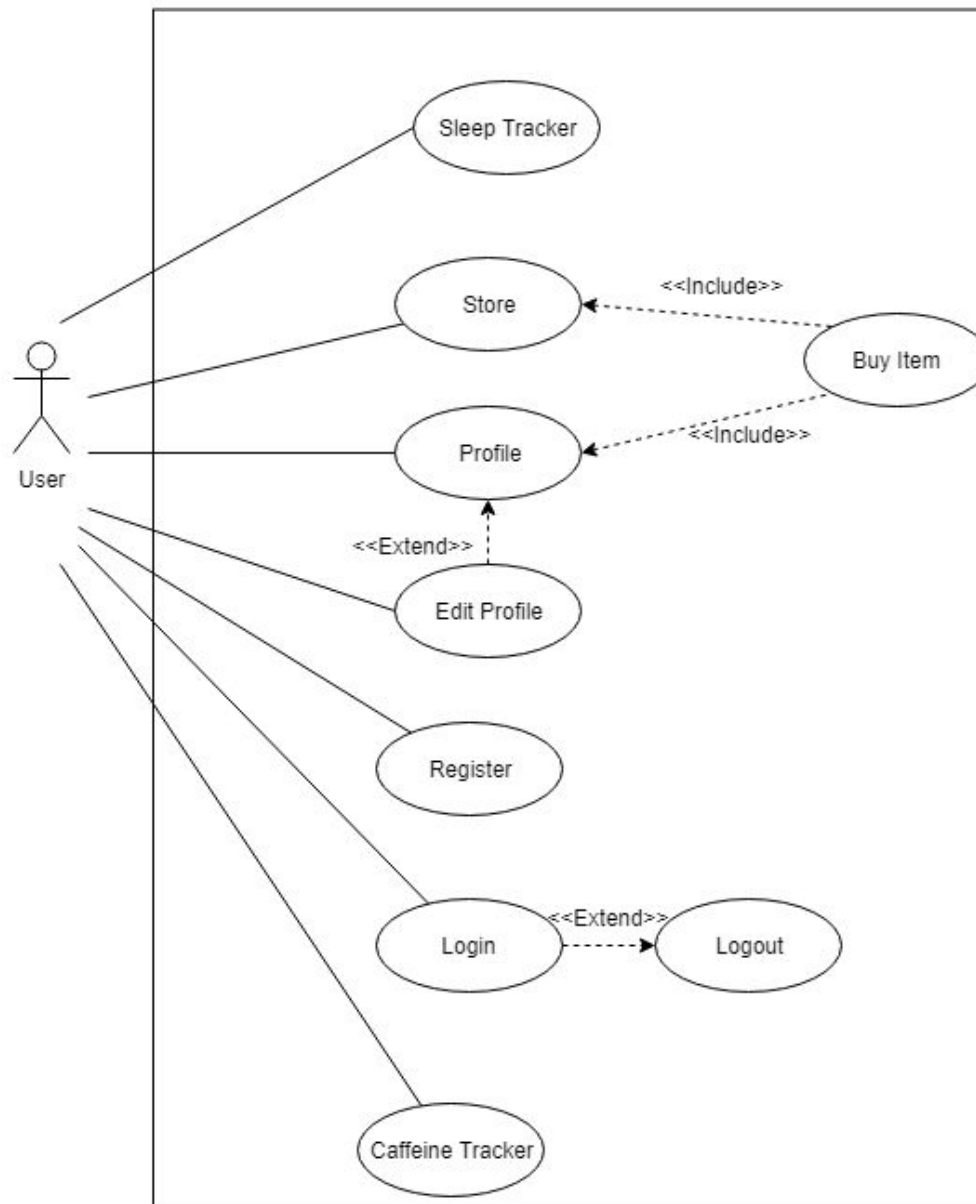 Sleep Tracker
<<Include>>
Store
Buy Item
<<Include>>
Profile
User
<<Extend>>
Edit Profile
Register
<<Extend>>
Login
Logout
Caffeine Tracker